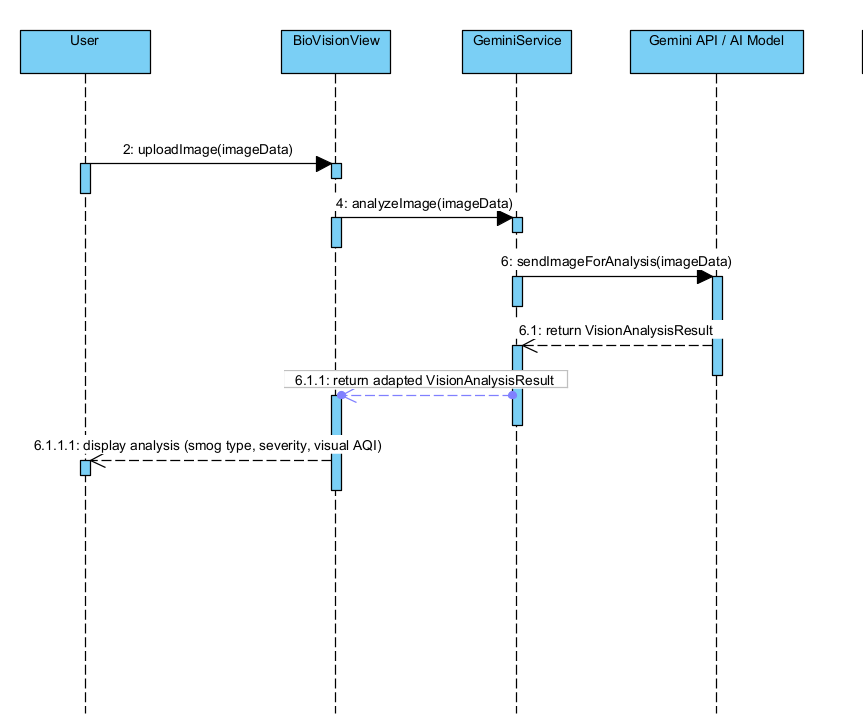 User
BioVisionView
GeminiService
Gemini API / AI Model
2: uploadImage(imageData)
4: analyzeImage(imageData)
6: sendImageForAnalysis(imageData)
6.1: return VisionAnalysisResult
6.1.1: return adapted VisionAnalysisResult
6.1.1.1: display analysis (smog type, severity, visual AQI)